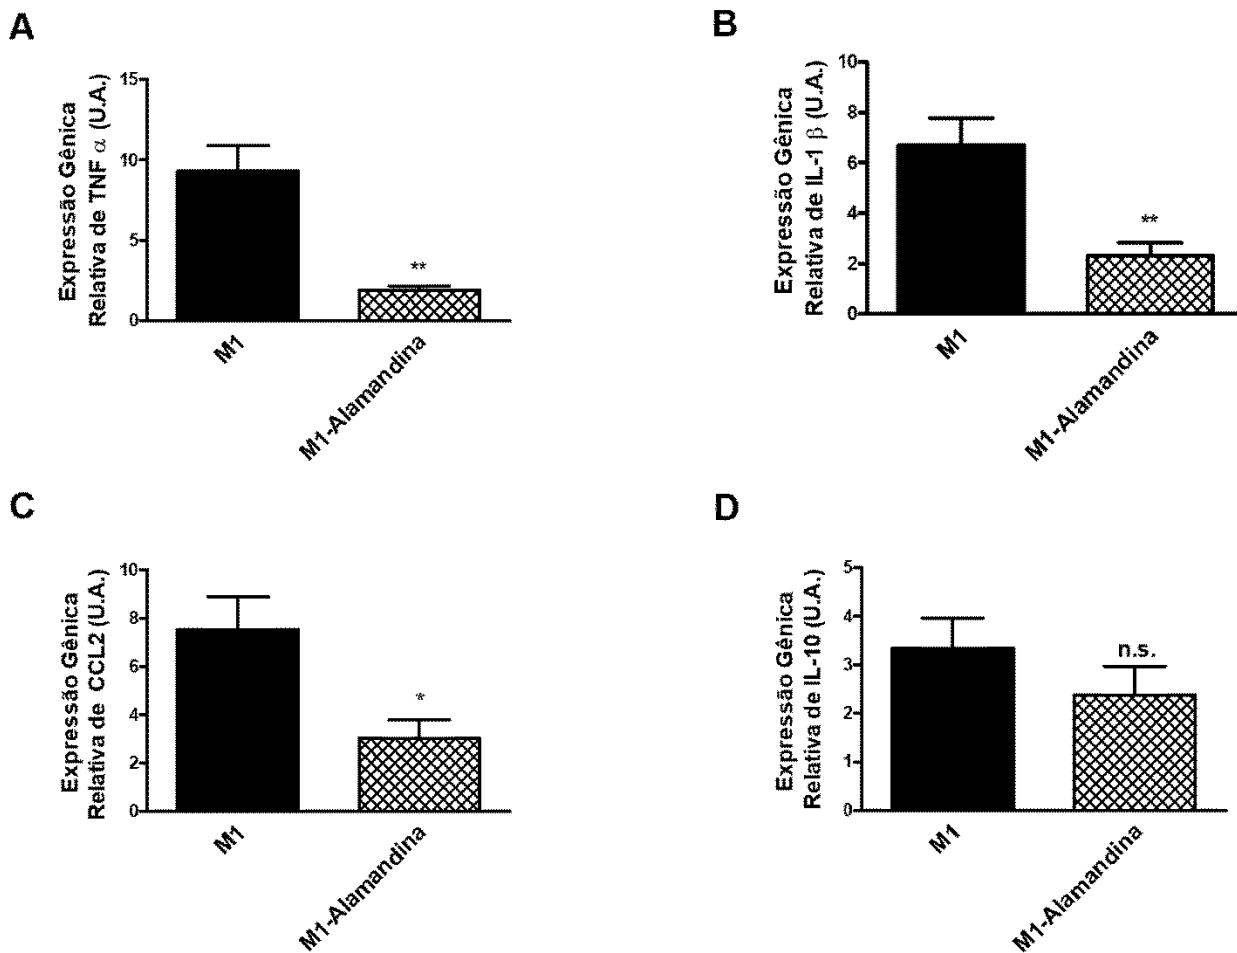 A
Expressão Gênica
Relativa de TNF α (U.A.)
15
10
5
0
**
M1
M1-Alamandina
B
Expressão Gênica
Relativa de IL-1 β (U.A.)
10
8
6
4
2
0
**
M1
M1-Alamandina
C
Expressão Gênica
Relativa de CCL2 (U.A.)
10
8
6
4
2
0
*
M1
M1-Alamandina
D
Expressão Gênica
Relativa de IL-10 (U.A.)
5
4
3
2
1
0
n.s.
M1
M1-Alamandina